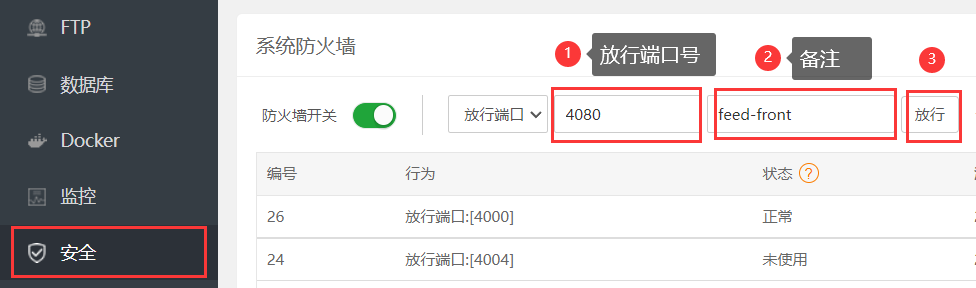 FTP
数据库
Docker
监控
安全
系统防火墙
1 放行端口号
2 备注
3
防火墙开关 放行端口 4080 feed-front 放行
编号 行为 状态 ?
26 放行端口:[4000] 正常
24 放行端口:[4004] 未使用